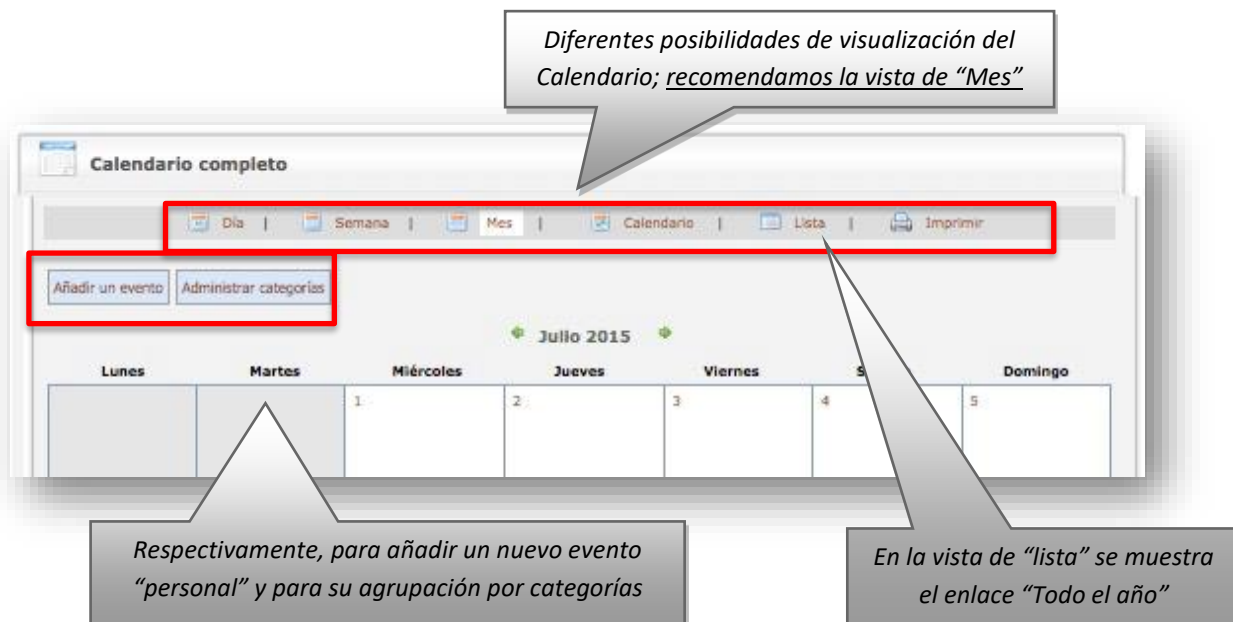 Diferentes posibilidades de visualización del
Calendario; recomendamos la vista de “Mes”
Calendario completo
Día | Semana | Mes | Calendario | Lista | Imprimir
Añadir un evento Administrar categorías
Julio 2015
Lunes Martes Miércoles Jueves Viernes S Domingo
1 2 3 4 5
Respectivamente, para añadir un nuevo evento
“personal” y para su agrupación por categorías
En la vista de “lista” se muestra
el enlace “Todo el año”